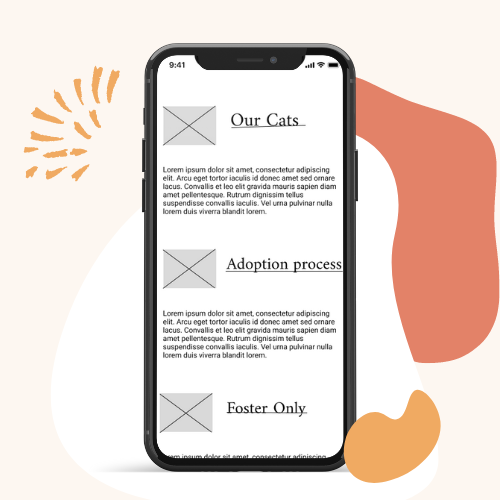 9:41
Our Cats
Lorem ipsum dolor sit amet, consectetur adipiscing
elit. Arcu eget tortor iaculis id donec amet sed ornare
lacus. Convallis et leo elit gravida mauris sapien diam
amet pellentesque. Rutrum dignissim tellus
suspendisse convallis iaculis. Vel urna pulvinar nulla
lorem duis viverra blandit lorem.
Adoption process
Lorem ipsum dolor sit amet, consectetur adipiscing
elit. Arcu eget tortor iaculis id donec amet sed ornare
lacus. Convallis et leo elit gravida mauris sapien diam
amet pellentesque. Rutrum dignissim tellus
suspendisse convallis iaculis. Vel urna pulvinar nulla
lorem duis viverra blandit lorem.
Foster Only
ipsum dolor sit amet, consectetur adipiscing